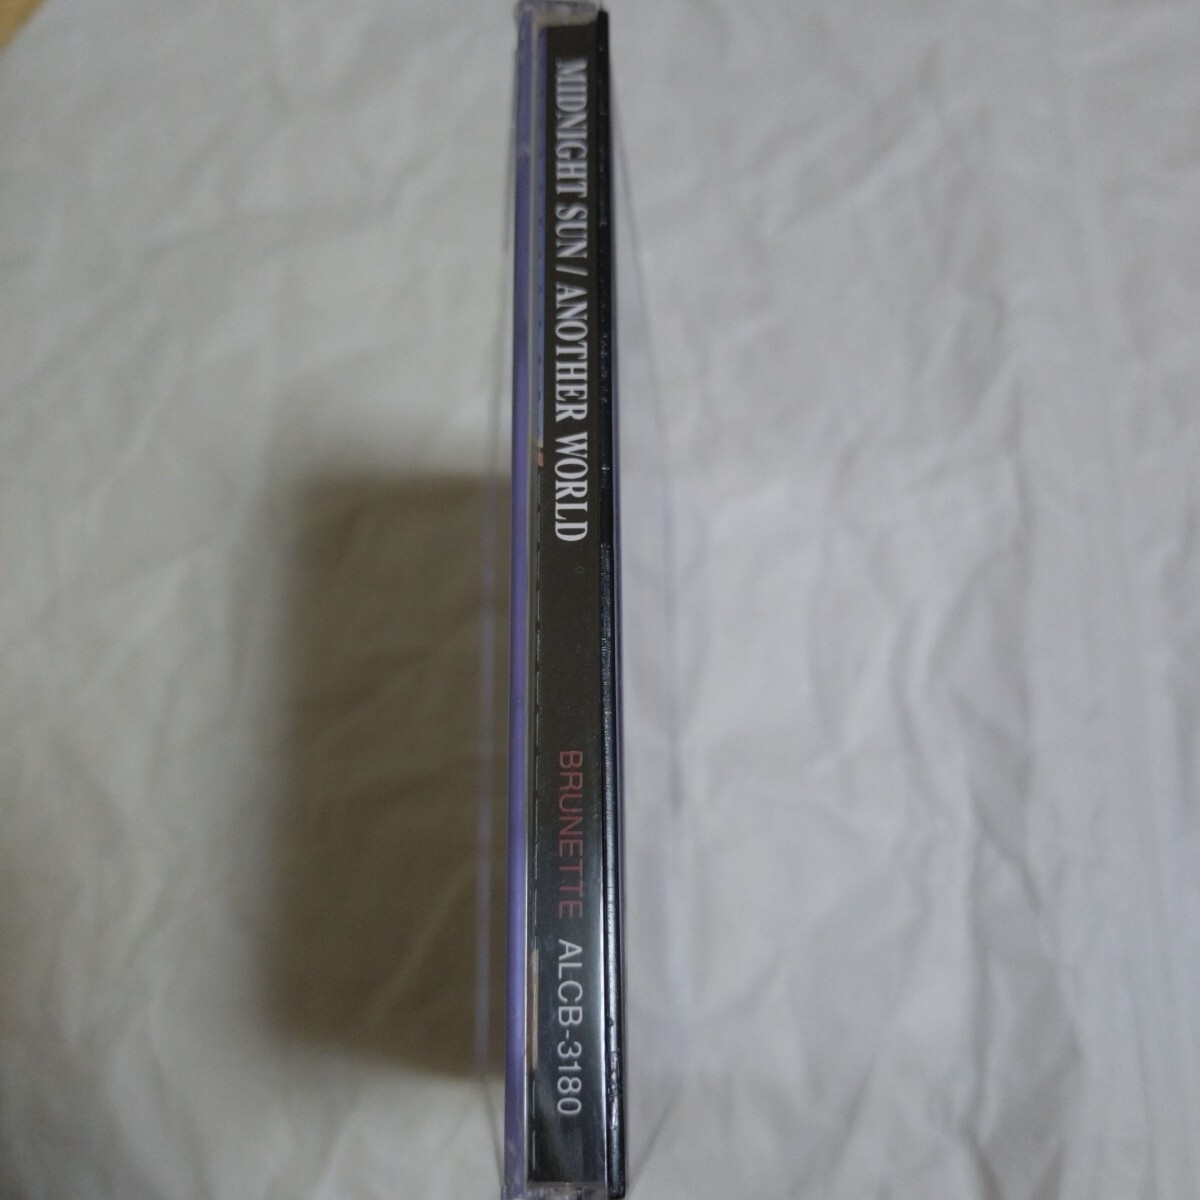 MIDNIGHT SUN / ANOTHER WORLD
BRUNETTE ALCB-3180